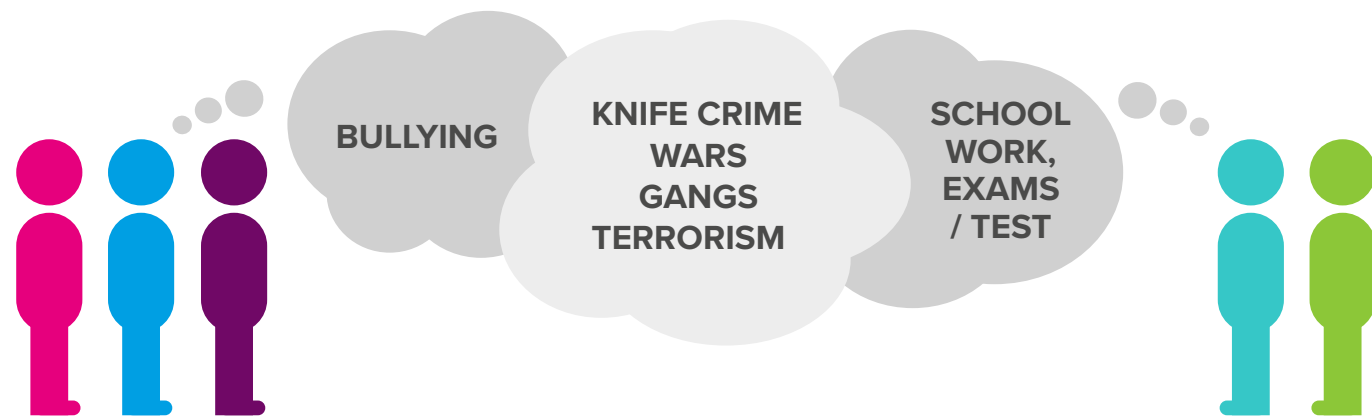 BULLYING
KNIFE CRIME
WARS
GANGS
TERRORISM
SCHOOL
WORK,
EXAMS
/ TEST